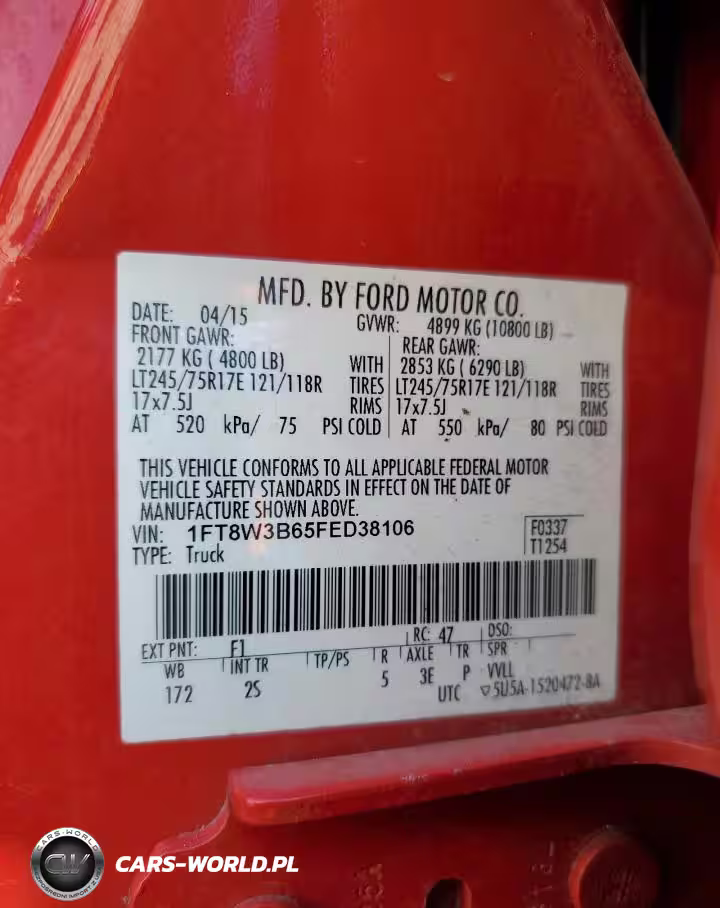 MFD. BY FORD MOTOR CO.
DATE: 04/15 GVWR: 4899 KG (10800 LB)
FRONT GAWR: REAR GAWR:
2177 KG ( 4800 LB) WITH 2853 KG ( 6290 LB) WITH
LT245/75R17E 121/118R TIRES LT245/75R17E 121/118R TIRES
17x7.5J RIMS 17x7.5J RIMS
AT 520 kPa/ 75 PSI COLD AT 550 kPa/ 80 PSI COLD
THIS VEHICLE CONFORMS TO ALL APPLICABLE FEDERAL MOTOR
VEHICLE SAFETY STANDARDS IN EFFECT ON THE DATE OF
MANUFACTURE SHOWN ABOVE.
VIN: 1FT8W3B65FED38106 F0337
TYPE: Truck T1254
EXT PNT: F1 RC: 47 DSO:
WB INT TR TP/PS R AXLE TR SPR
172 2S 5 3E P VVLL
UTC 5U5A-1520472-BA
CARS-WORLD
CW
CARS-WORLD.PL